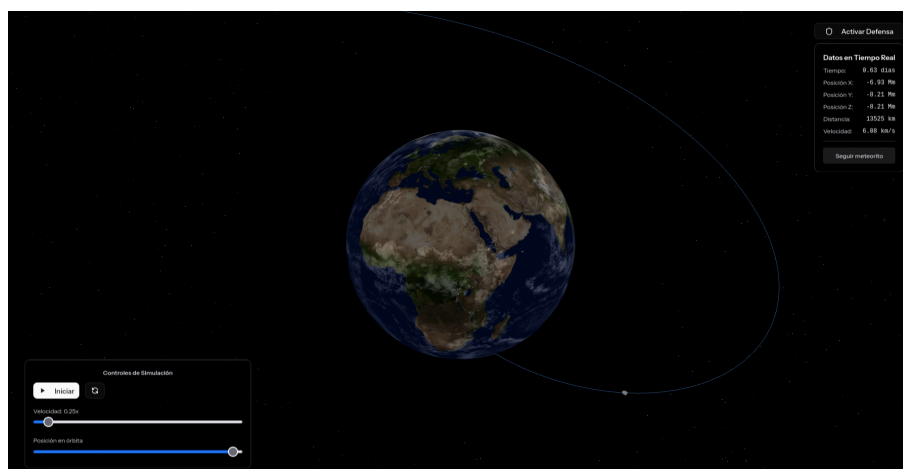 Activar Defensa
Datos en Tiempo Real
Tiempo: 0.63 días
Posición X: -6.93 Mm
Posición Y: -8.21 Mm
Posición Z: -8.21 Mm
Distancia: 13525 km
Velocidad: 6.08 km/s
Seguir meteorito
Controles de Simulación
Iniciar
Velocidad: 0.25x
Posición en órbita